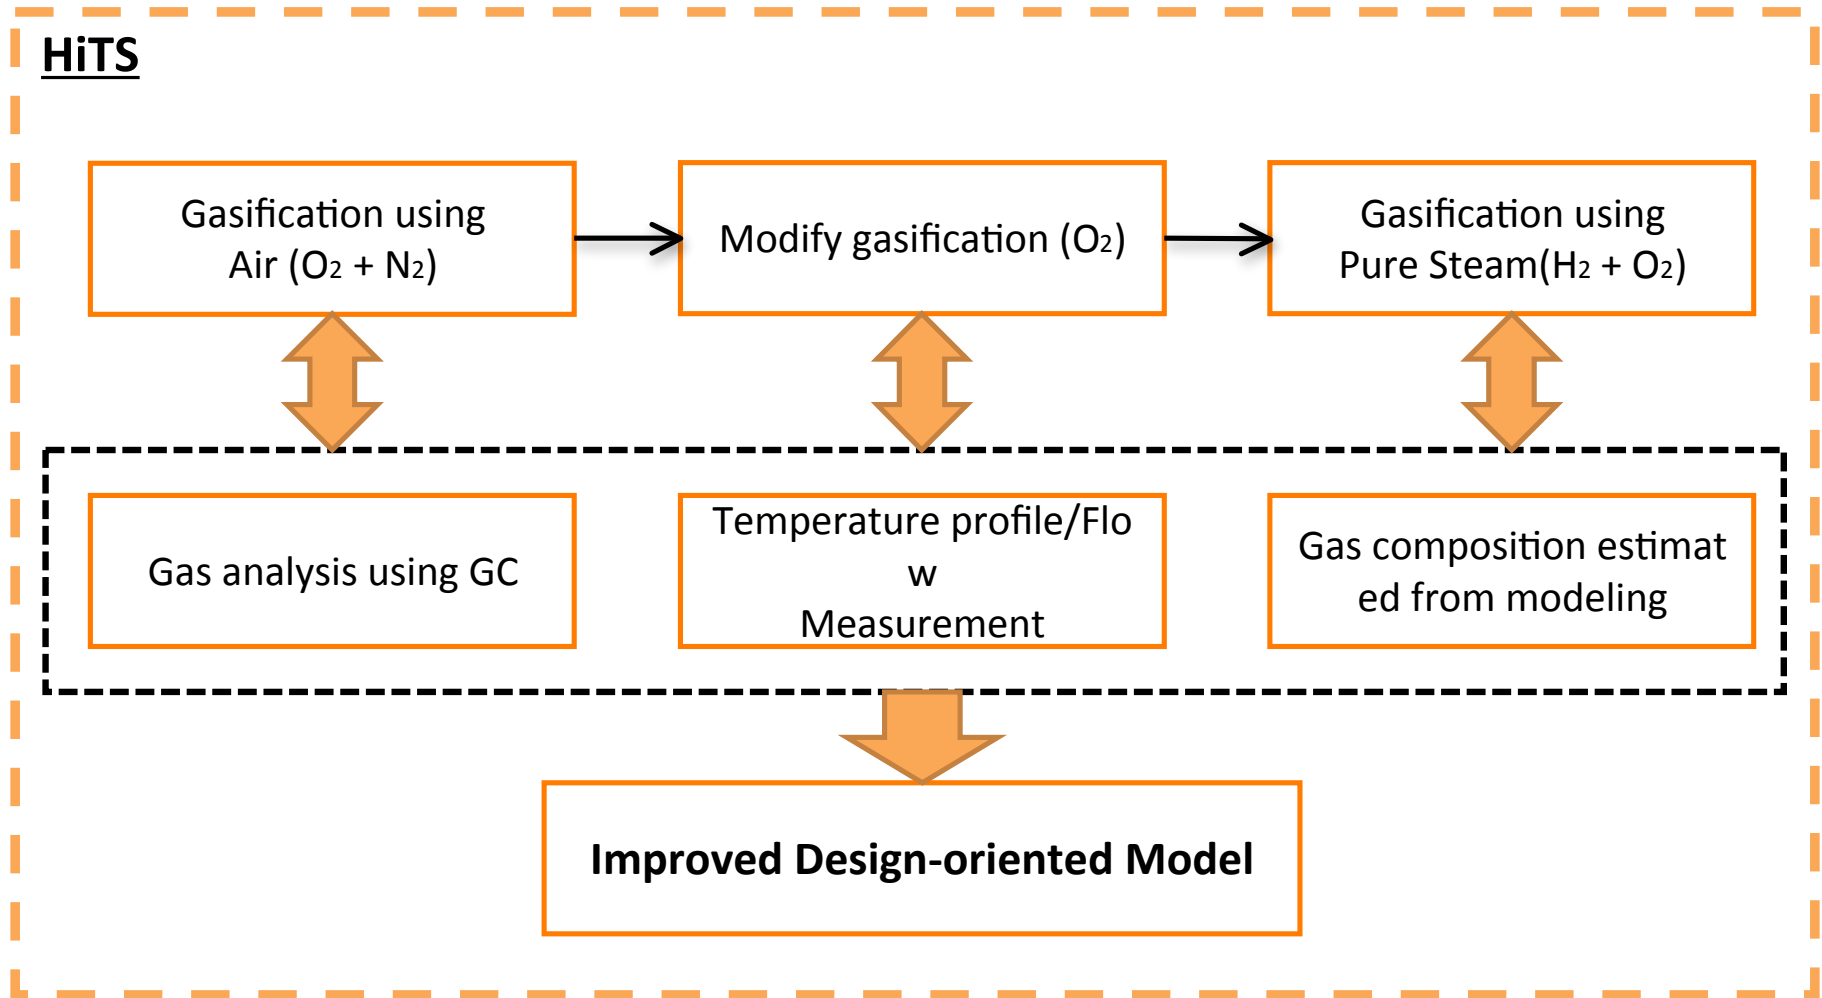 HiTS
Gasification using
Air (O₂ + N₂)
Modify gasification (O₂)
Gasification using
Pure Steam(H₂ + O₂)
Gas analysis using GC
Temperature profile/Flo
w
Measurement
Gas composition estimat
ed from modeling
Improved Design-oriented Model